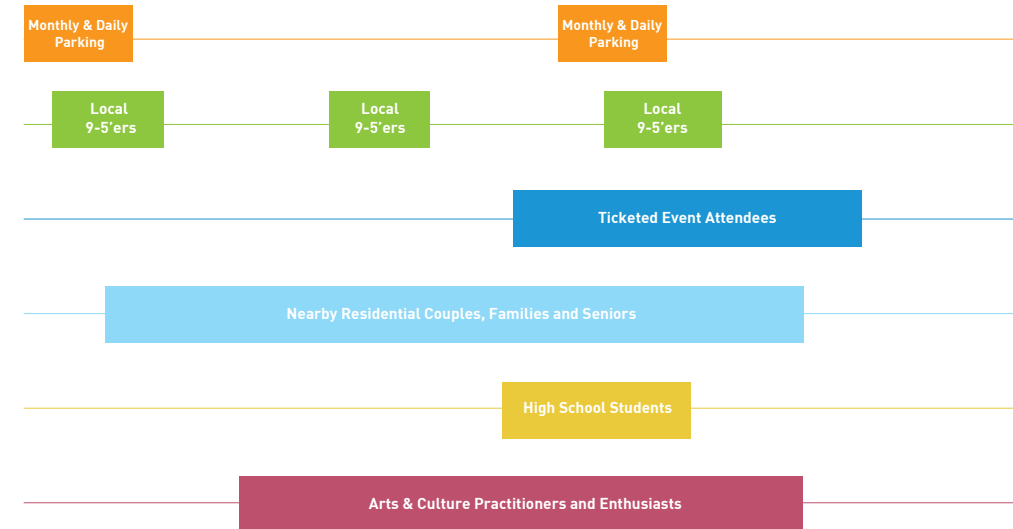 Monthly & Daily
Parking
Monthly & Daily
Parking
Local
9-5’ers
Local
9-5’ers
Local
9-5’ers
Ticketed Event Attendees
Nearby Residential Couples, Families and Seniors
High School Students
Arts & Culture Practitioners and Enthusiasts